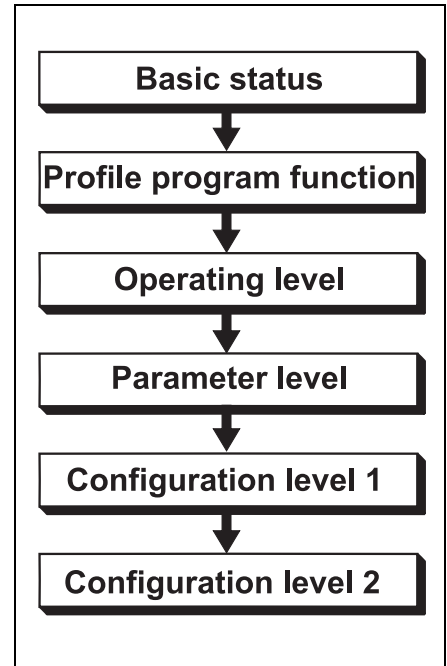 Basic status
Profile program function
Operating level
Parameter level
Configuration level 1
Configuration level 2